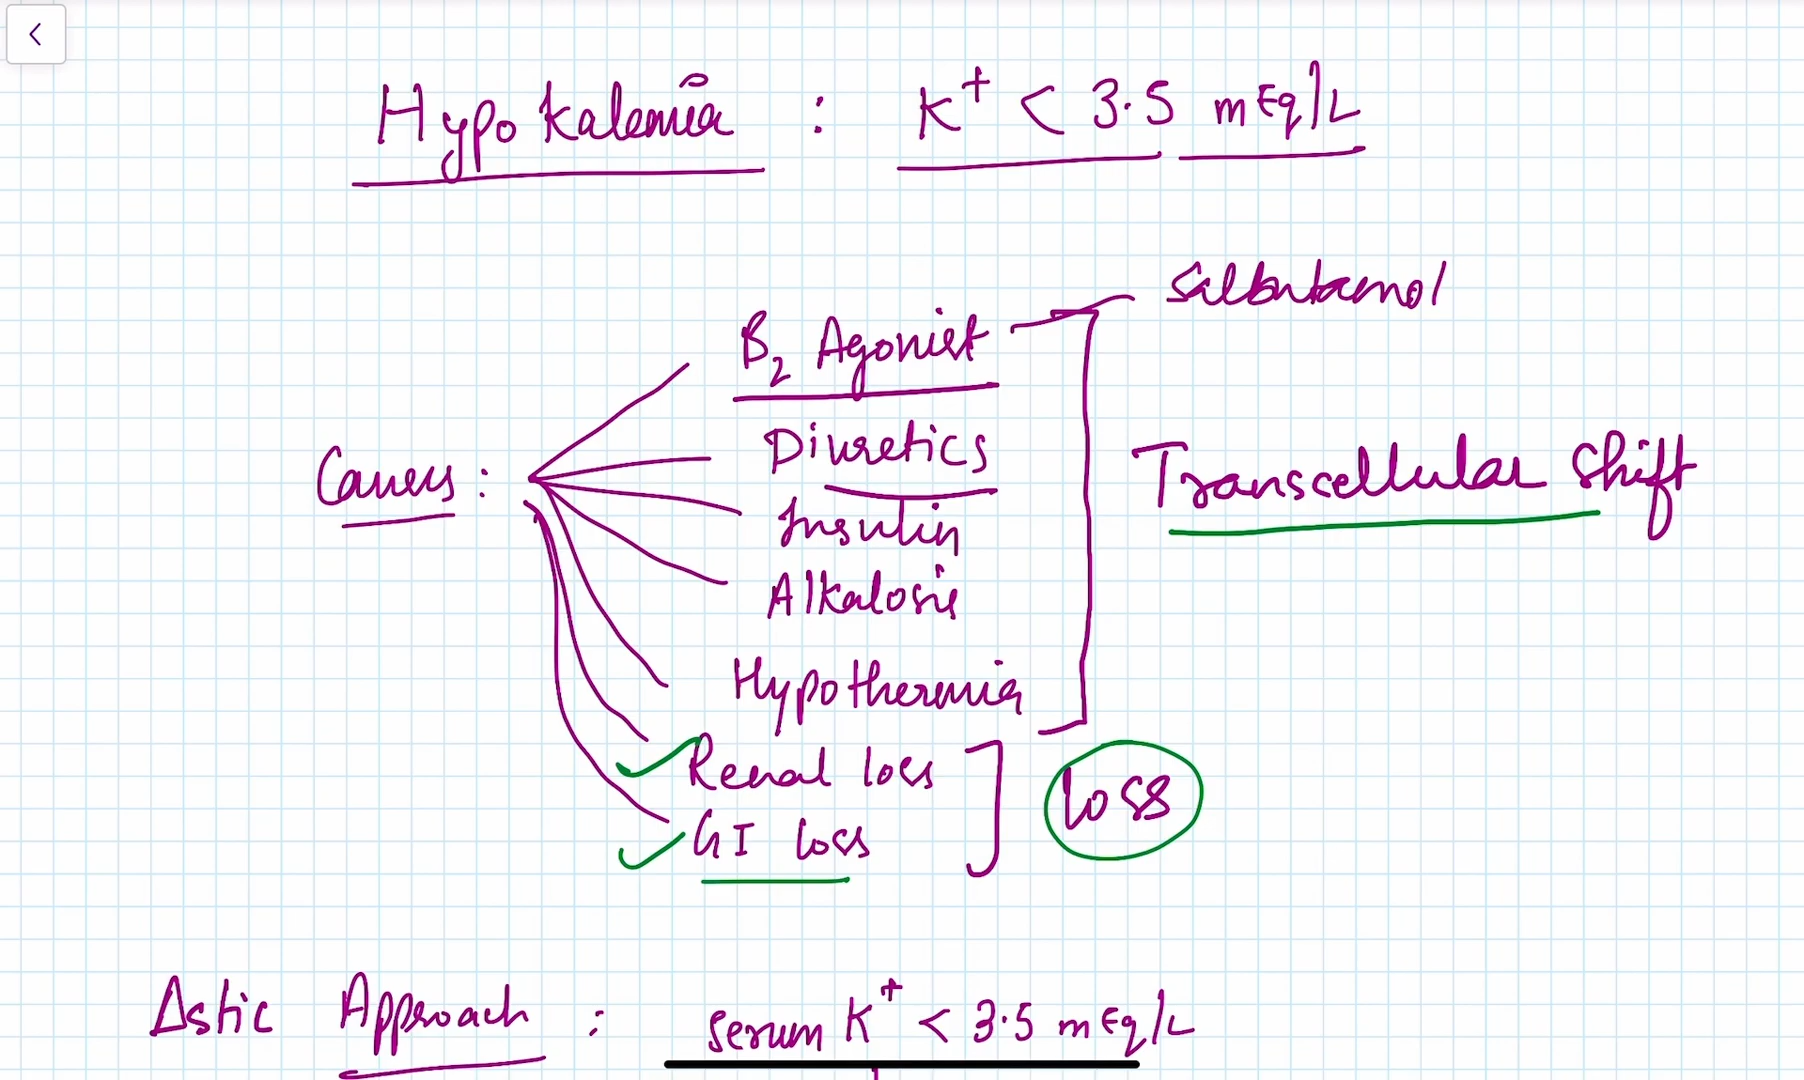 Hypokalemia : K+ < 3.5 mEq/L
Salbutamol
B2 Agonist
Diuretics
Causes : Transcellular Shift
Insulin
Alkalosis
Hypothermia
Renal loss
Loss
GI loss
Δstic Approach : Serum K+ < 3.5 mEq/L